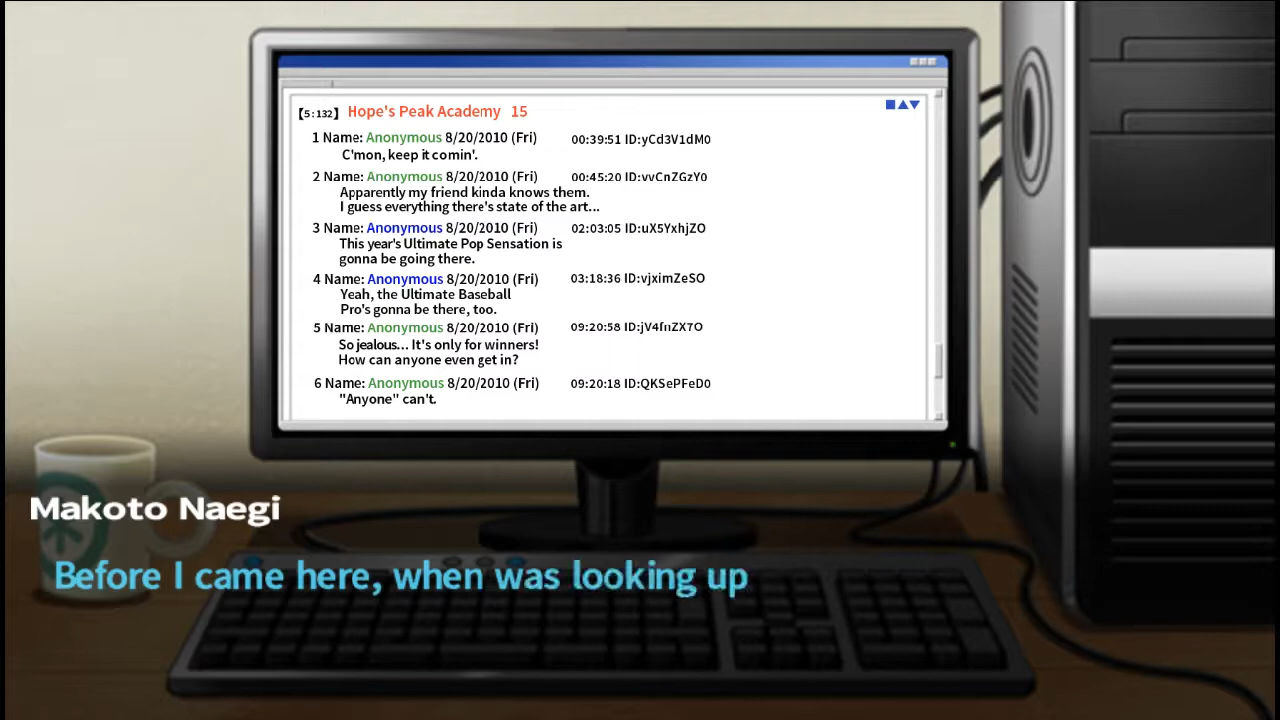 【5:132】 Hope's Peak Academy 15
1 Name: Anonymous 8/20/2010 (Fri) 00:39:51 ID:yCd3V1dM0
C'mon, keep it comin'.
2 Name: Anonymous 8/20/2010 (Fri) 00:45:20 ID:vvCnZGzY0
Apparently my friend kinda knows them.
I guess everything there's state of the art...
3 Name: Anonymous 8/20/2010 (Fri) 02:03:05 ID:uX5YxhjZO
This year's Ultimate Pop Sensation is
gonna be going there.
4 Name: Anonymous 8/20/2010 (Fri) 03:18:36 ID:vjximZeSO
Yeah, the Ultimate Baseball
Pro's gonna be there, too.
5 Name: Anonymous 8/20/2010 (Fri) 09:20:58 ID:jV4fnZX7O
So jealous... It's only for winners!
How can anyone even get in?
6 Name: Anonymous 8/20/2010 (Fri) 09:20:18 ID:QKSePFeD0
"Anyone" can't.
Makoto Naegi
Before I came here, when was looking up